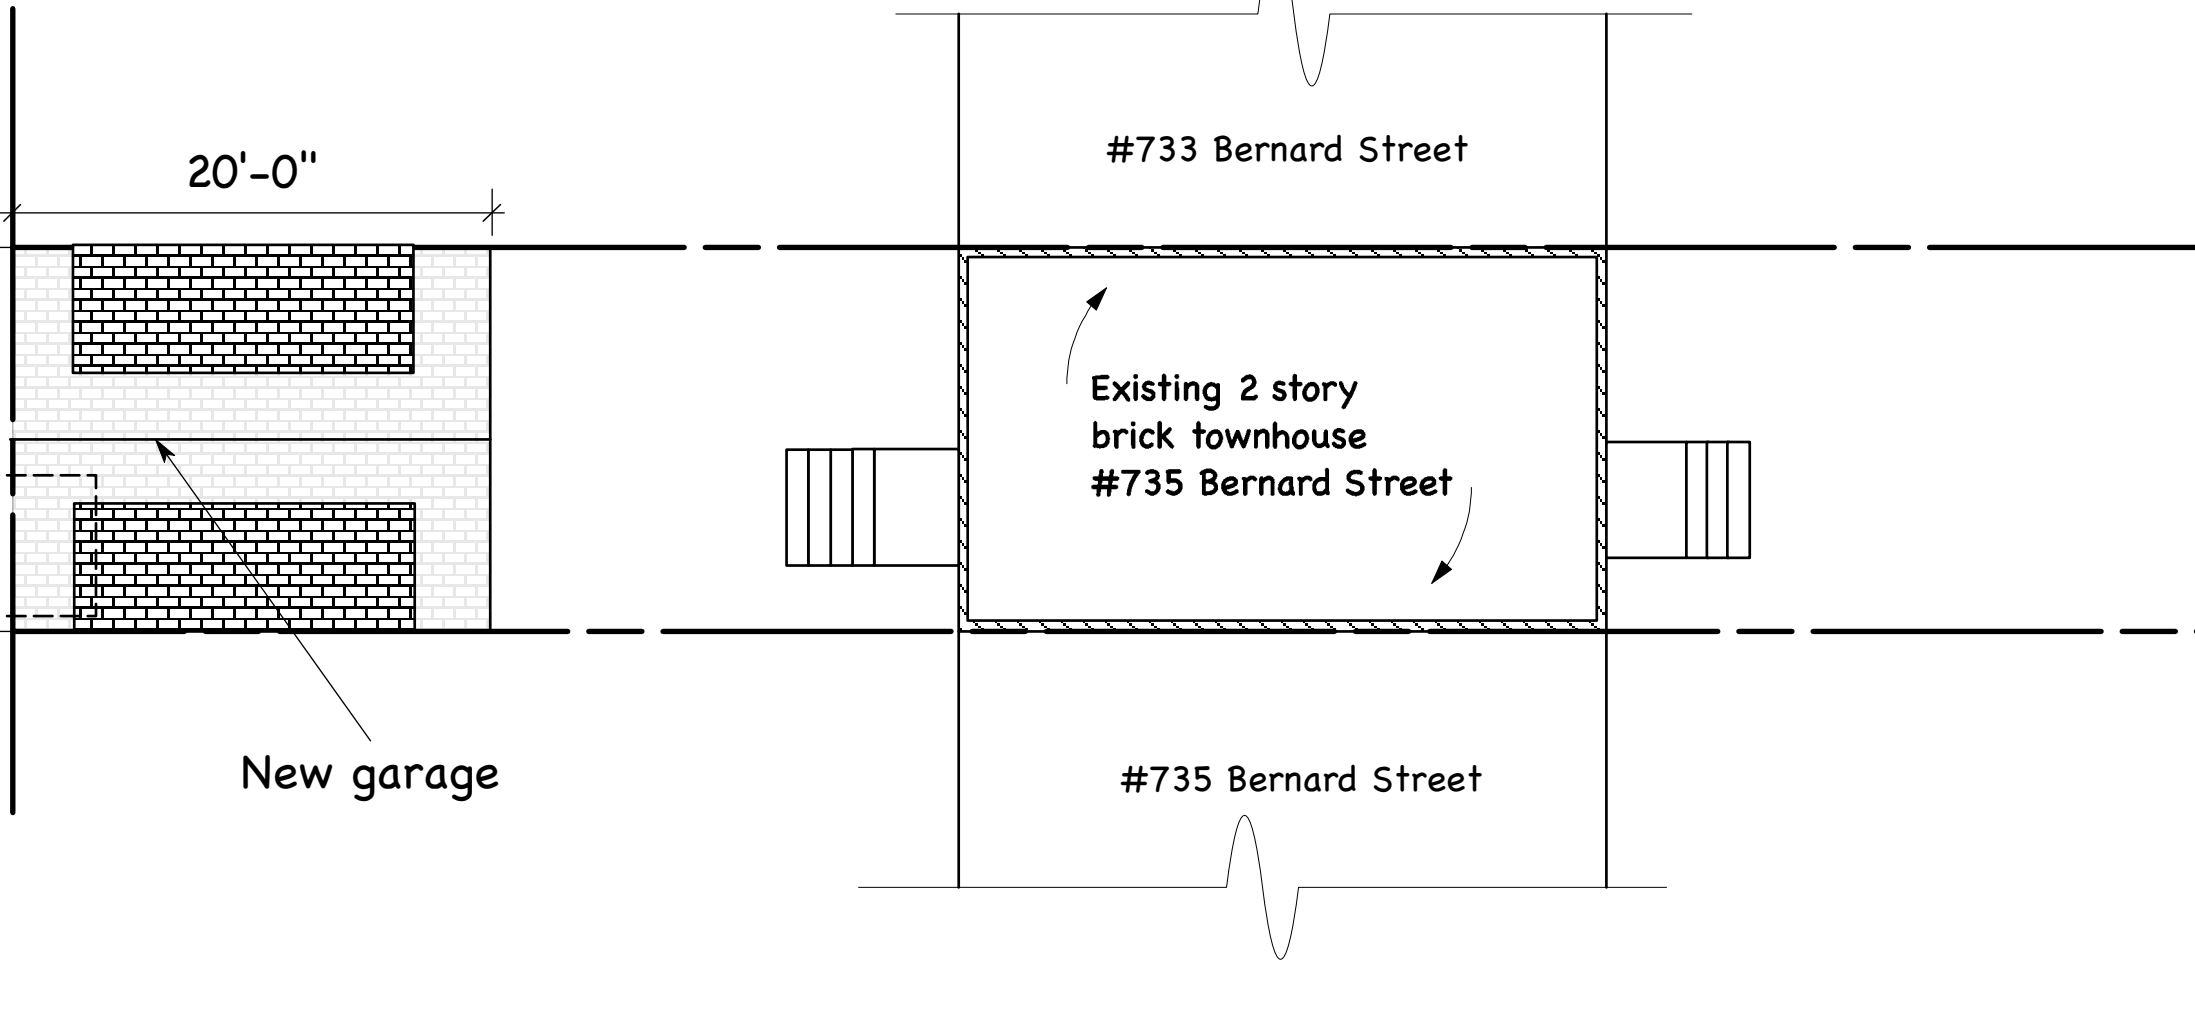 #733 Bernard Street
20'-0"
Existing 2 story
brick townhouse
#735 Bernard Street
New garage
#735 Bernard Street